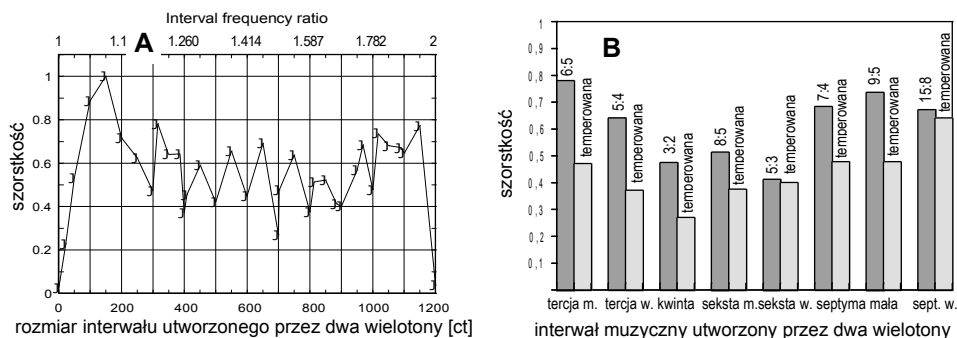 Interval frequency ratio
1 1.1 1.260 1.414 1.587 1.782 2
A
1
0.8
0.6
0.4
0.2
0
szorstkość
0 200 400 600 800 1000 1200
rozmiar interwału utworzonego przez dwa wielotony [ct]
B
1
0,9
0,8
0,7
0,6
0,5
0,4
0,3
0,2
0,1
szorstkość
6:5 temperowana
5:4 temperowana
3:2 temperowana
8:5 temperowana
5:3 temperowana
7:4 temperowana
9:5 temperowana
15:8 temperowana
tercja m. tercja w. kwinta seksta m. seksta w. septyma mała sept. w.
interwał muzyczny utworzony przez dwa wielotony